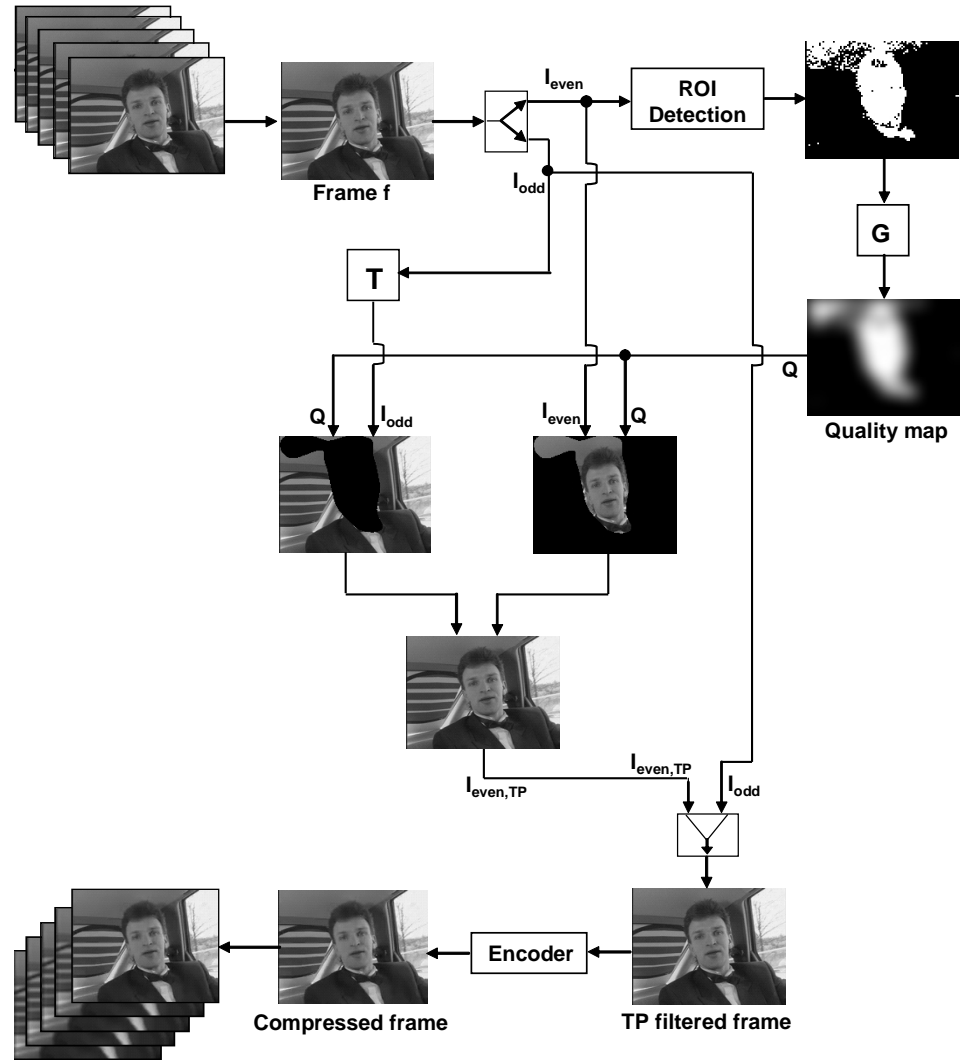 I_even
ROI
Detection
Frame f
I_odd
G
T
Q
Quality map
Q
I_odd
I_even
Q
I_even,TP
I_even,TP
I_odd
Encoder
Compressed frame
TP filtered frame